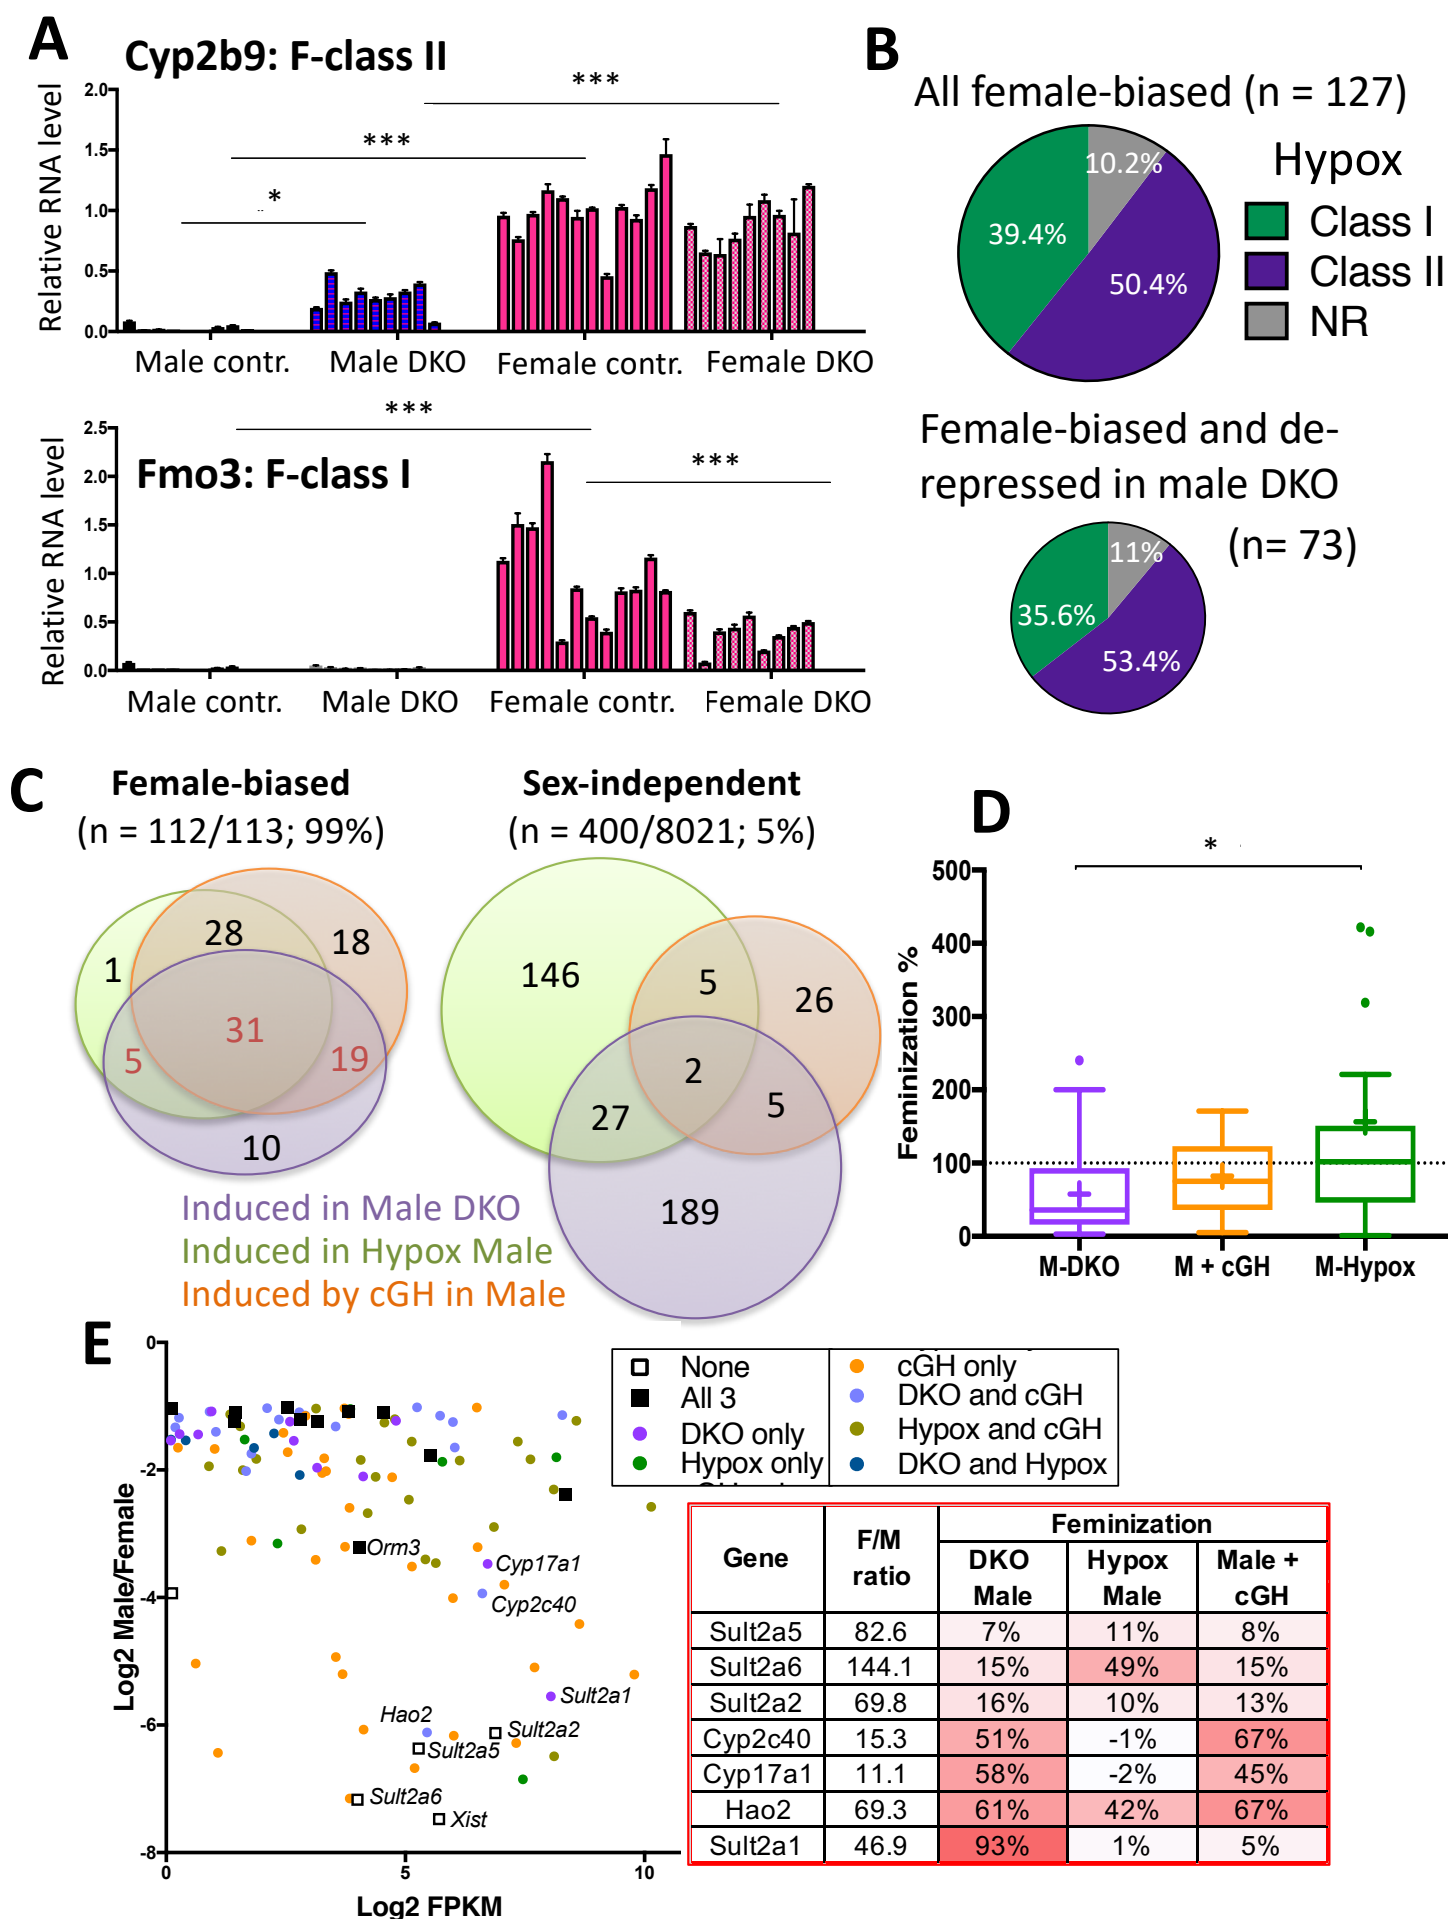 A
Cyp2b9: F-class II
***
***
*
Relative RNA level
2.0
1.5
1.0
0.5
0.0
Male contr.
Male DKO
Female contr.
Female DKO
Fmo3: F-class I
***
***
Relative RNA level
2.5
2.0
1.5
1.0
0.5
0.0
Male contr.
Male DKO
Female contr.
Female DKO
B
All female-biased (n = 127)
10.2%
39.4%
50.4%
Hypox
Class I
Class II
NR
Female-biased and de-
repressed in male DKO
(n= 73)
11%
35.6%
53.4%
C
Female-biased
(n = 112/113; 99%)
28
18
1
31
5
19
10
Sex-independent
(n = 400/8021; 5%)
146
5
26
2
27
5
189
Induced in Male DKO
Induced in Hypox Male
Induced by cGH in Male
D
*
Feminization %
500
400
300
200
100
0
M-DKO
M + cGH
M-Hypox
E
Log2 Male/Female
0
-2
-4
-6
-8
0
5
10
Log2 FPKM
Orm3
Cyp17a1
Cyp2c40
Sult2a1
Hao2
Sult2a2
Sult2a5
Sult2a6
Xist
None
All 3
DKO only
Hypox only
cGH only
DKO and cGH
Hypox and cGH
DKO and Hypox
Gene F/M ratio Feminization
DKO Male Hypox Male Male + cGH
Sult2a5 82.6 7% 11% 8%
Sult2a6 144.1 15% 49% 15%
Sult2a2 69.8 16% 10% 13%
Cyp2c40 15.3 51% -1% 67%
Cyp17a1 11.1 58% -2% 45%
Hao2 69.3 61% 42% 67%
Sult2a1 46.9 93% 1% 5%